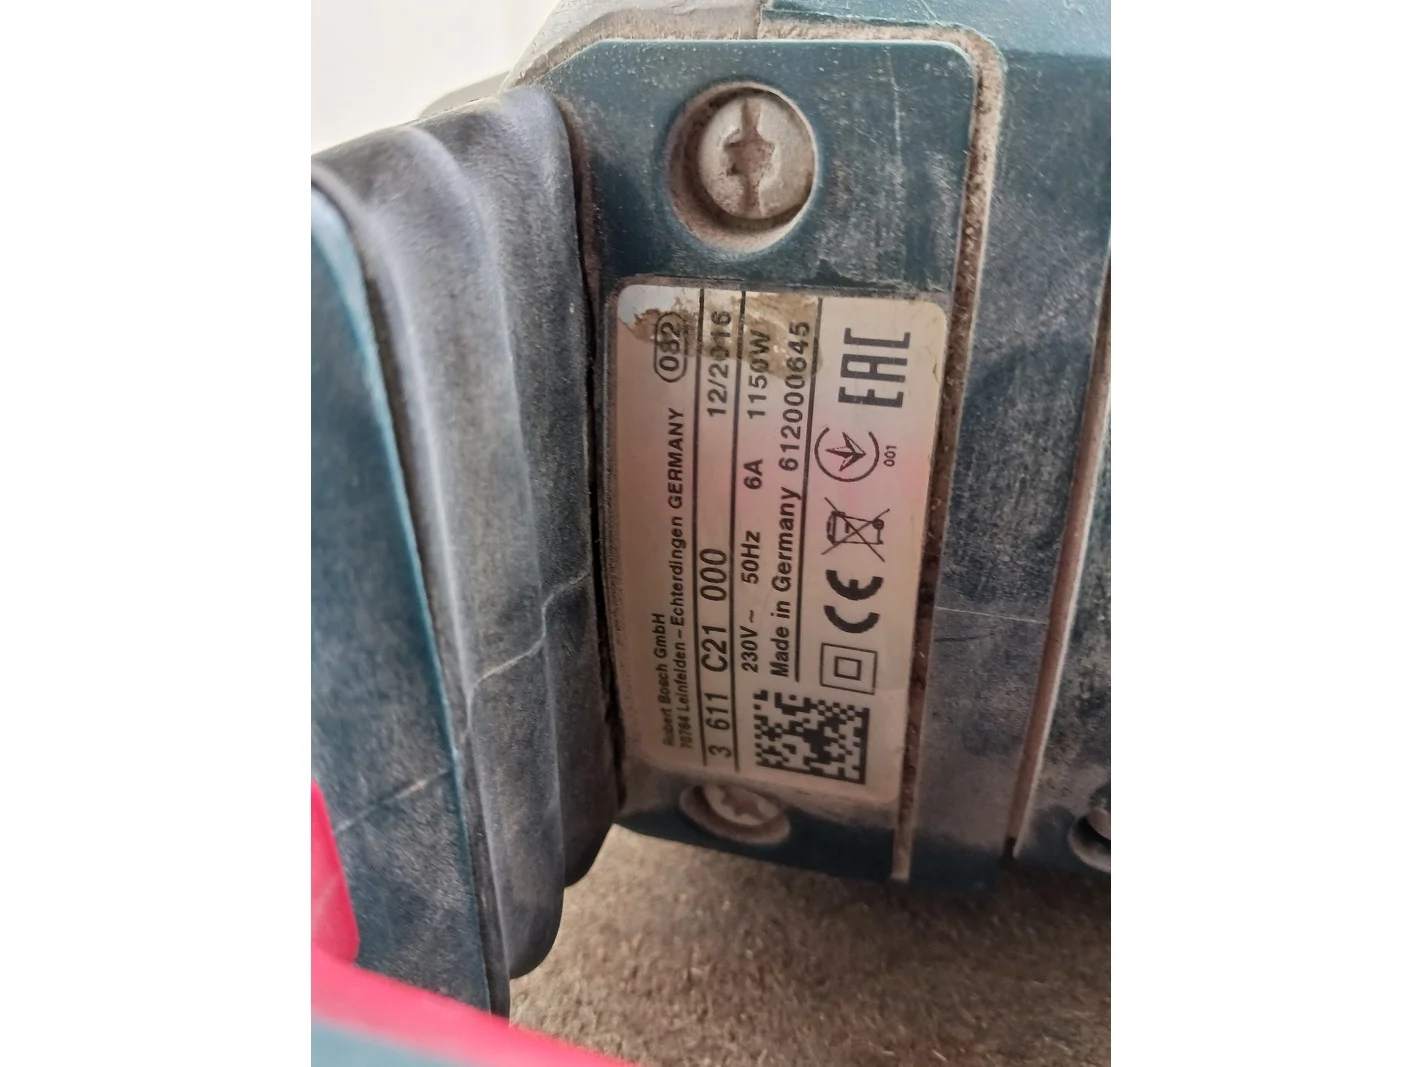 Robert Bosch GmbH
70764 Leinfelden – Echterdingen GERMANY 032
3 611 C21 000 12/2016
230V~ 50Hz 6A 1150W
Made in Germany 612000645
CE 001 EAC